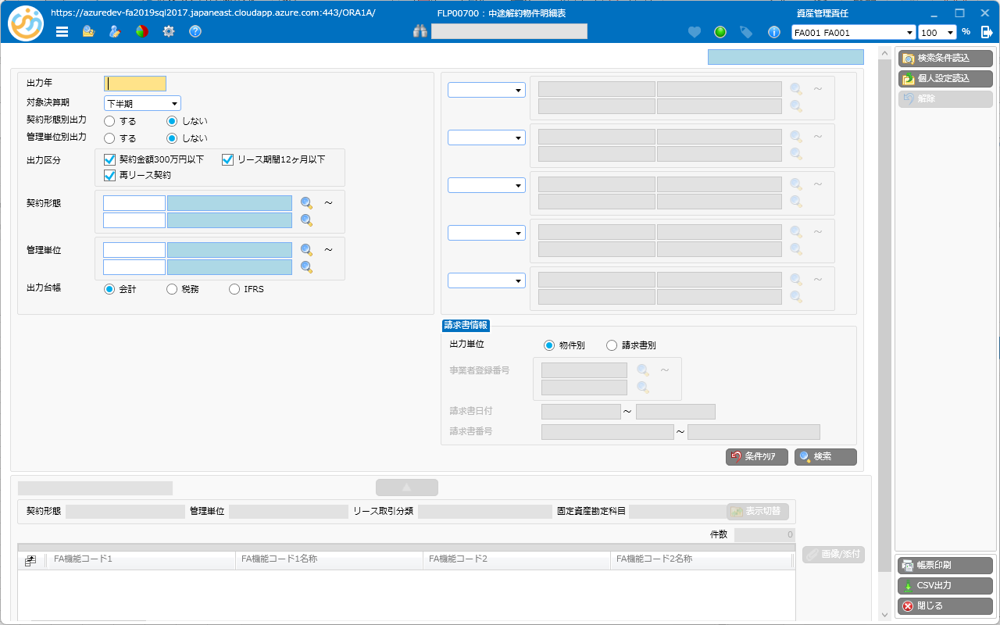 https://azuredev-fa2019sql2017.japaneast.cloudapp.azure.com:443/ORA1A/
FLP00700：中途解約物件明細表
資産管理責任
FA001 FA001
100
%
出力年
対象決算期
下半期
契約形態別出力
する
しない
管理単位別出力
する
しない
出力区分
契約金額300万円以下
リース期間12ヶ月以下
再リース契約
契約形態
～
管理単位
～
出力台帳
会計
税務
IFRS
～
～
～
～
～
請求書情報
出力単位
物件別
請求書別
事業者登録番号
～
請求書日付
～
請求書番号
～
条件ｸﾘｱ
検索
検索条件読込
個人設定読込
解除
契約形態
管理単位
リース取引分類
固定資産勘定科目
表示切替
件数
0
FA機能コード1
FA機能コード1名称
FA機能コード2
FA機能コード2名称
画像/添付
帳票印刷
CSV出力
閉じる